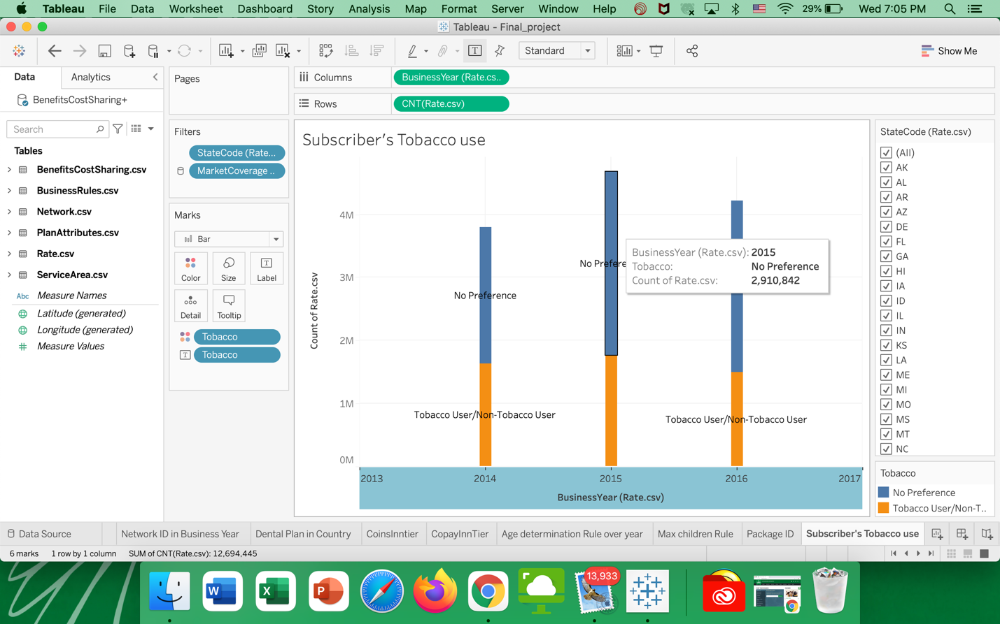 Tableau File Data Worksheet Dashboard Story Analysis Map Format Server Window Help 29% Wed 7:05 PM
Tableau - Final_project
Standard
Show Me
Data Analytics
BenefitsCostSharing+
Search
Tables
BenefitsCostSharing.csv
BusinessRules.csv
Network.csv
PlanAttributes.csv
Rate.csv
ServiceArea.csv
Abc Measure Names
Latitude (generated)
Longitude (generated)
Measure Values
Pages
Filters
StateCode (Rate...
MarketCoverage ..
Marks
Bar
Color Size Label
Detail Tooltip
Tobacco
Tobacco
Columns BusinessYear (Rate.cs..
Rows CNT(Rate.csv)
Subscriber's Tobacco use
Count of Rate.csv
4M
3M
2M
1M
0M
No Preference
No Prefere
Tobacco User/Non-Tobacco User
Tobacco User/Non-Tobacco User
BusinessYear (Rate.csv): 2015
Tobacco: No Preference
Count of Rate.csv: 2,910,842
2013 2014 2015 2016 2017
BusinessYear (Rate.csv)
StateCode (Rate.csv)
(All)
AK
AL
AR
AZ
DE
FL
GA
HI
IA
ID
IL
IN
KS
LA
ME
MI
MO
MS
MT
NC
Tobacco
No Preference
Tobacco User/Non-T..
Data Source Network ID in Business Year Dental Plan in Country CoinsInntier CopayInnTier Age determination Rule over year Max children Rule Package ID Subscriber's Tobacco use
6 marks 1 row by 1 column SUM of CNT(Rate.csv): 12,694,445
W X P 13,933